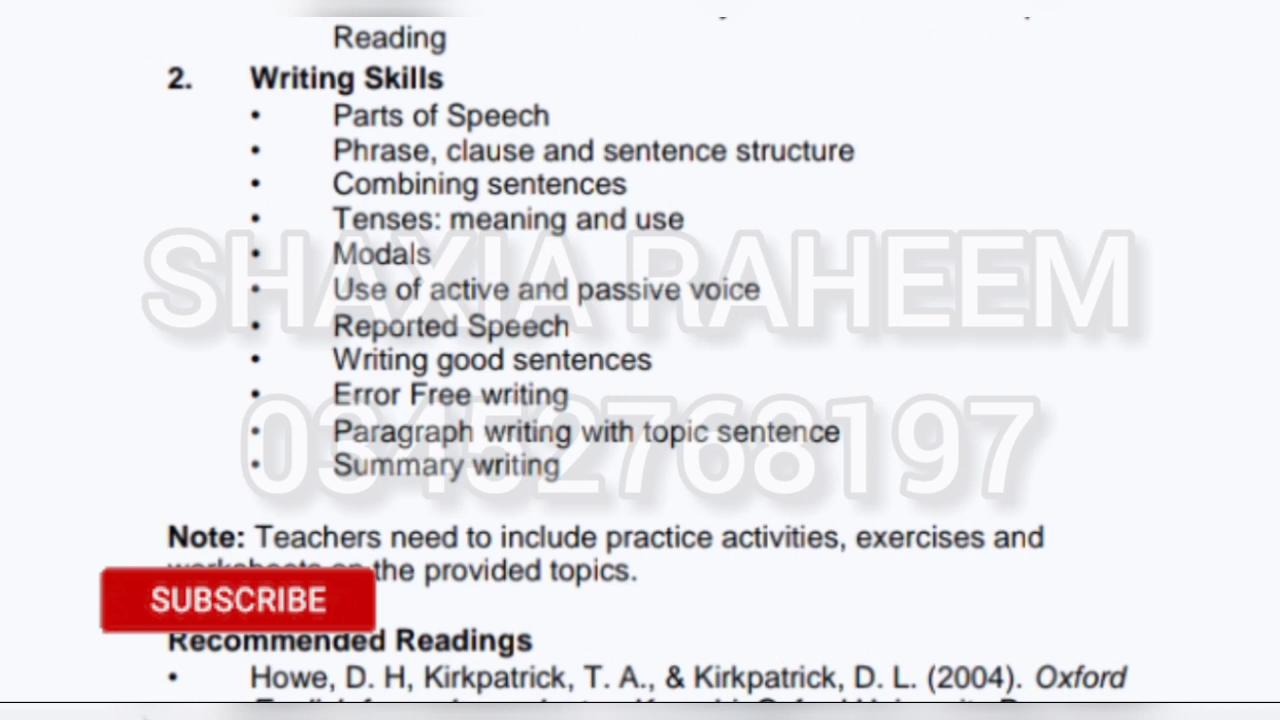 Reading
2. Writing Skills
• Parts of Speech
• Phrase, clause and sentence structure
• Combining sentences
• Tenses: meaning and use
• Modals
• Use of active and passive voice
• Reported Speech
• Writing good sentences
• Error Free writing
• Paragraph writing with topic sentence
• Summary writing
SHAXIA RAHEEM
03452768197
Note: Teachers need to include practice activities, exercises and
the provided topics.
SUBSCRIBE
Recommended Readings
• Howe, D. H, Kirkpatrick, T. A., & Kirkpatrick, D. L. (2004). Oxford